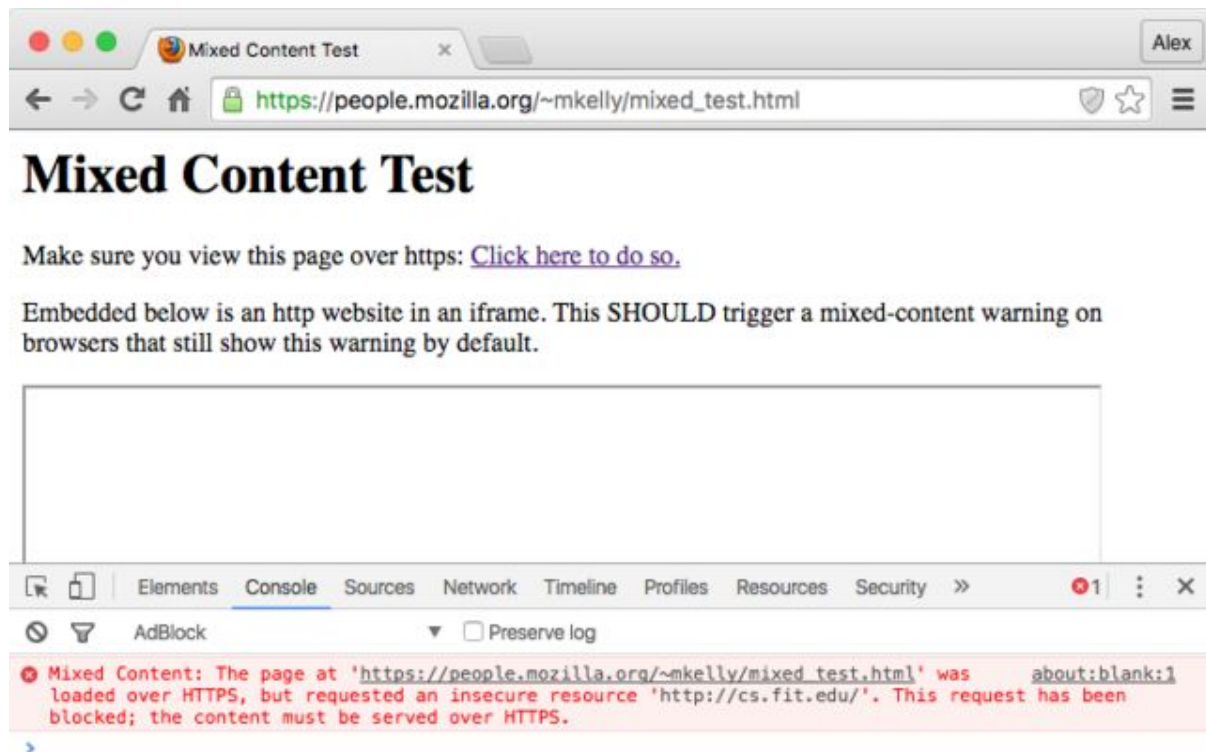 Mixed Content Test
Alex
https://people.mozilla.org/~mkelly/mixed_test.html
Mixed Content Test
Make sure you view this page over https: Click here to do so.
Embedded below is an http website in an iframe. This SHOULD trigger a mixed-content warning on
browsers that still show this warning by default.
Elements Console Sources Network Timeline Profiles Resources Security » 1
AdBlock Preserve log
Mixed Content: The page at 'https://people.mozilla.org/~mkelly/mixed_test.html' was about:blank:1
loaded over HTTPS, but requested an insecure resource 'http://cs.fit.edu/'. This request has been
blocked; the content must be served over HTTPS.